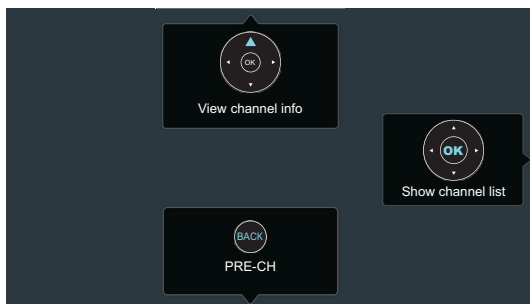 OK
View channel info
OK
Show channel list
BACK
PRE-CH